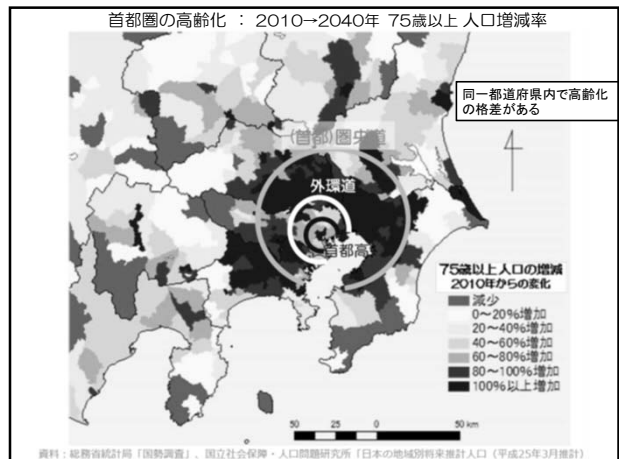 首都圏の高齢化 : 2010→2040年 75歳以上 人口増減率
同一都道府県内で高齢化
の格差がある
(首都)圏央道
外環道
首都高
75歳以上人口の増減
2010年からの変化
減少
0～20%増加
20～40%増加
40～60%増加
60～80%増加
80～100%増加
100%以上増加
50 25 0 50 km
資料：総務省統計局「国勢調査」、国立社会保障・人口問題研究所「日本の地域別将来推計人口（平成25年3月推計）